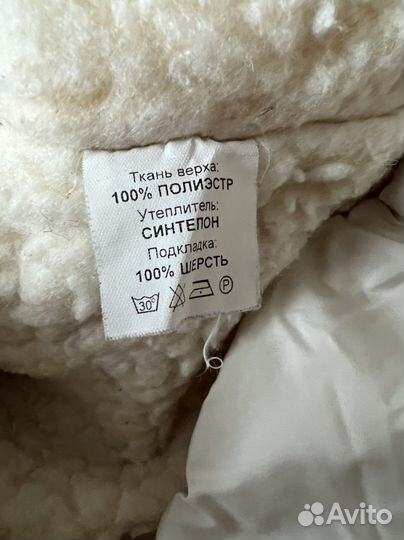 Ткань верха:
100% ПОЛИЭСТР
Утеплитель:
СИНТЕПОН
Подкладка:
100% ШЕРСТЬ
30° P
Avito